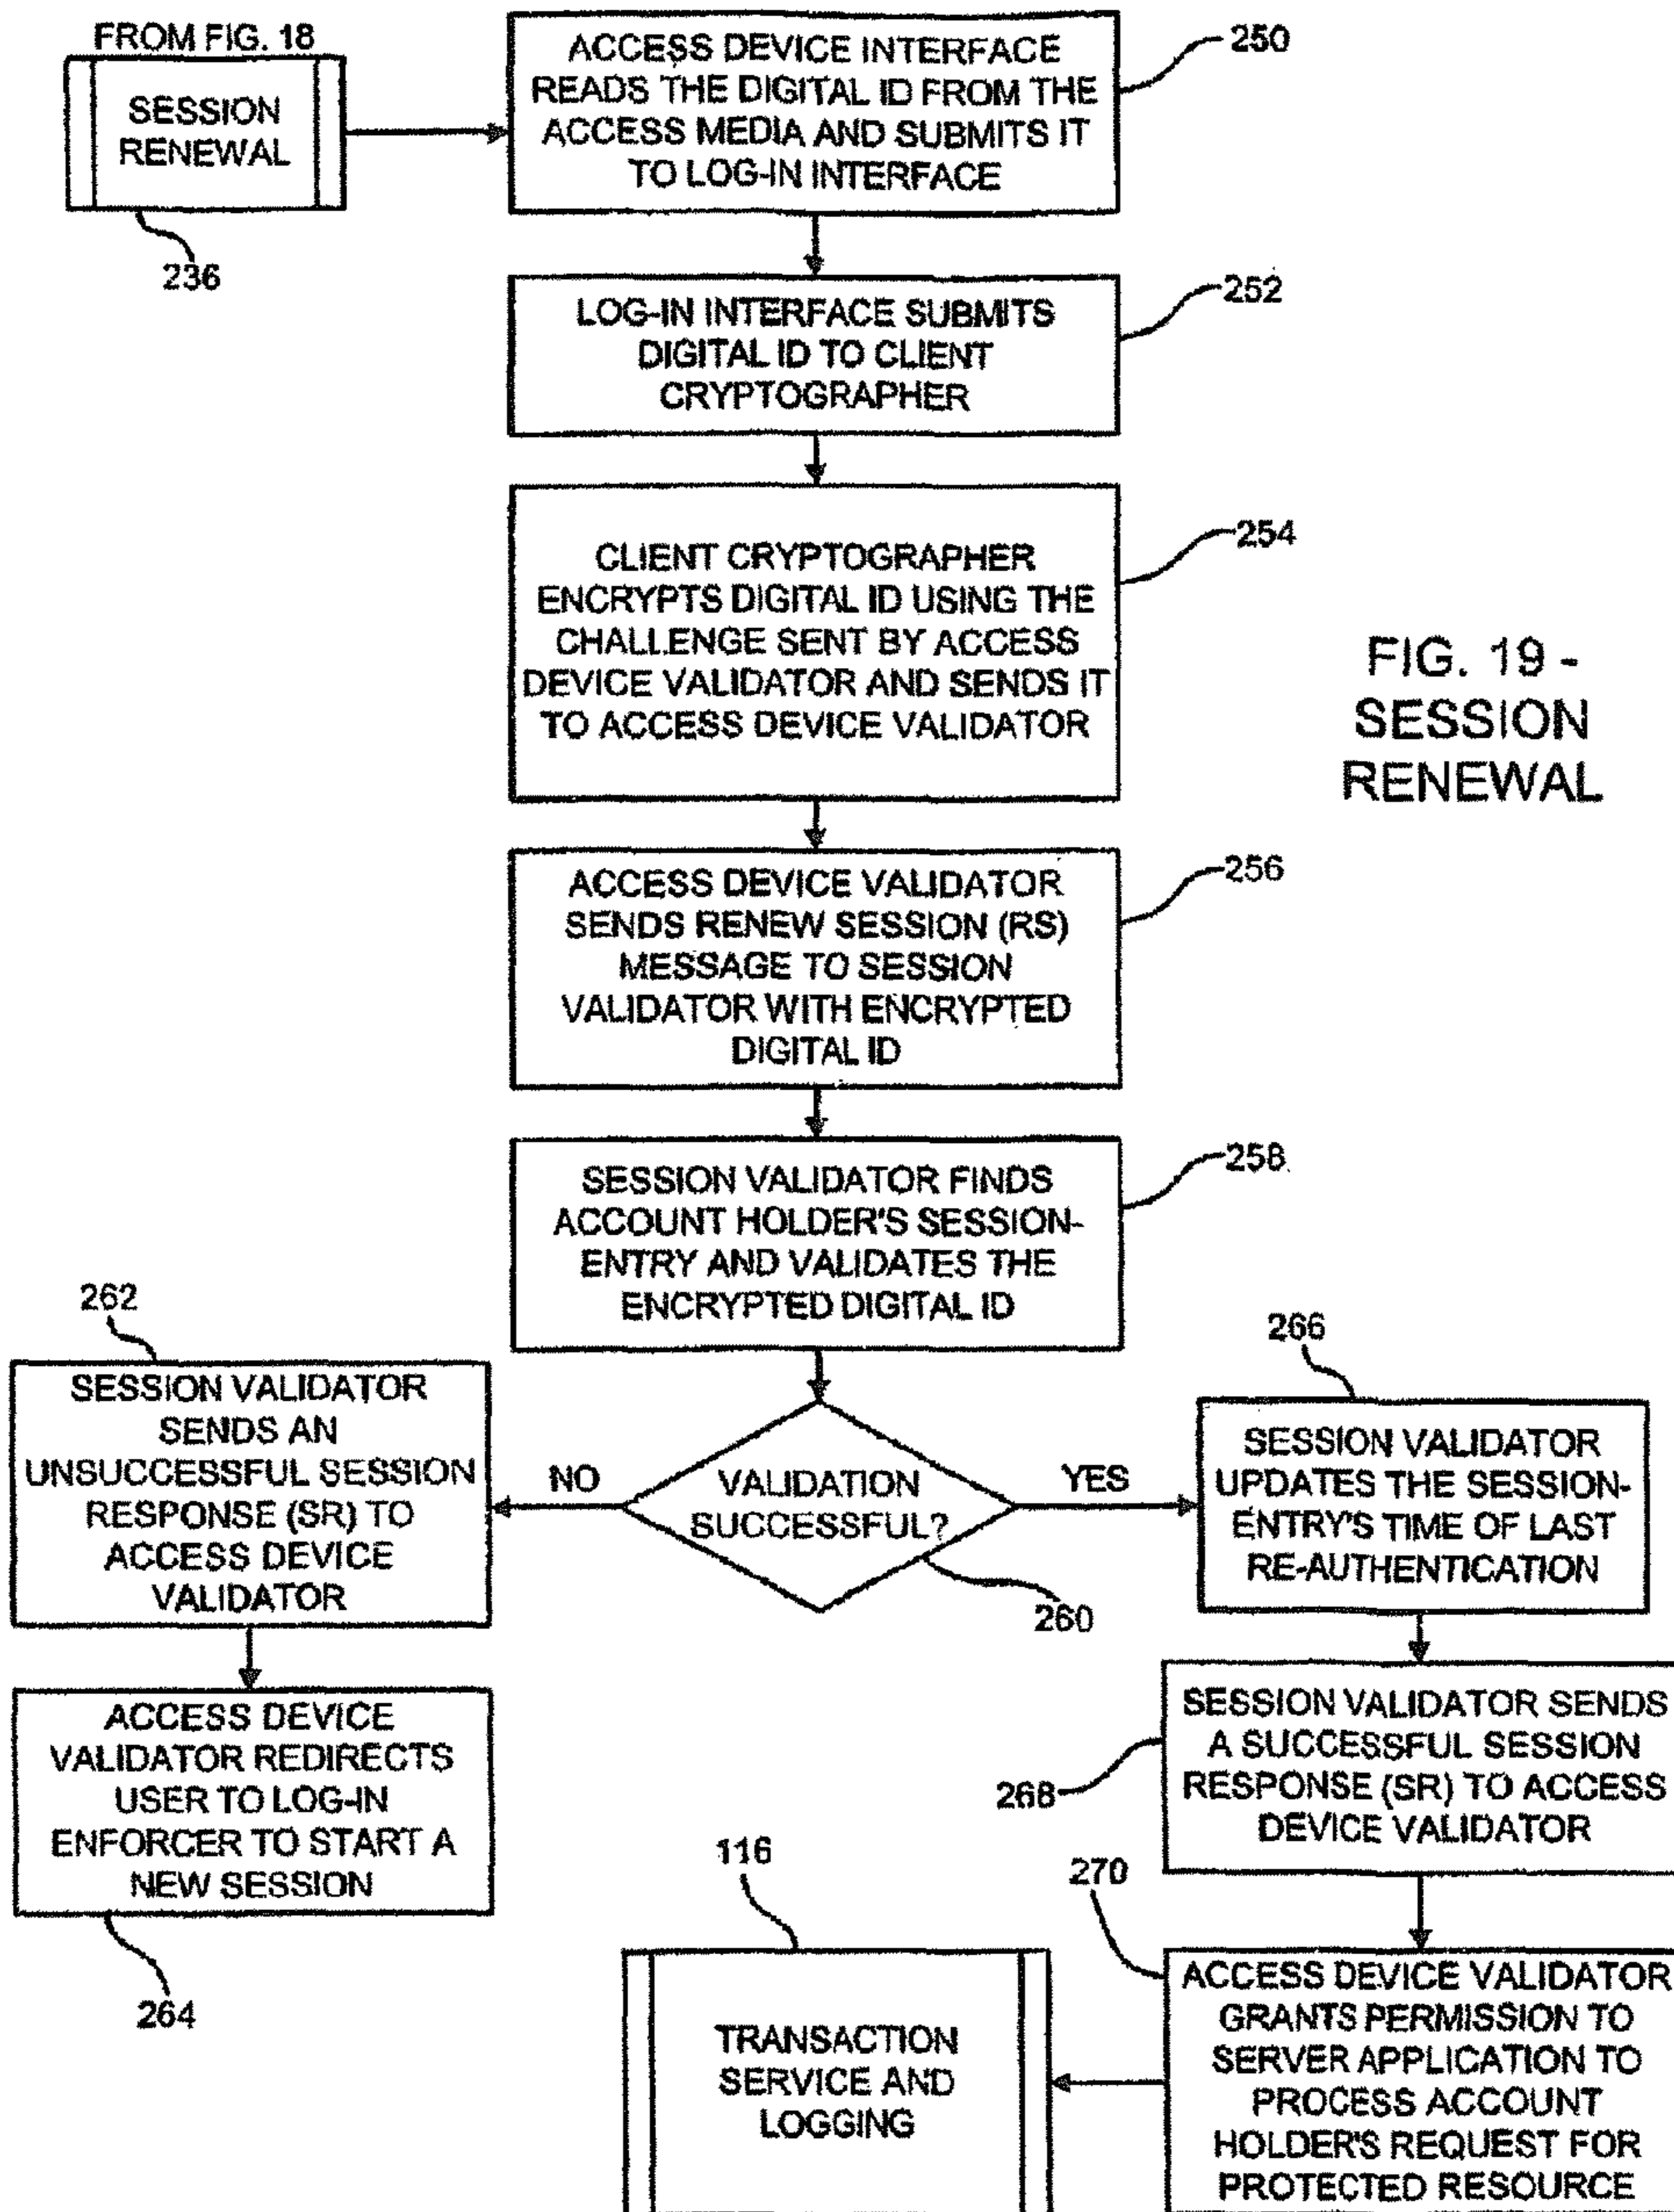 FROM FIG. 18
SESSION
RENEWAL
236
ACCESS DEVICE INTERFACE
READS THE DIGITAL ID FROM THE
ACCESS MEDIA AND SUBMITS IT
TO LOG-IN INTERFACE
250
LOG-IN INTERFACE SUBMITS
DIGITAL ID TO CLIENT
CRYPTOGRAPHER
252
CLIENT CRYPTOGRAPHER
ENCRYPTS DIGITAL ID USING THE
CHALLENGE SENT BY ACCESS
DEVICE VALIDATOR AND SENDS IT
TO ACCESS DEVICE VALIDATOR
254
FIG. 19 -
SESSION
RENEWAL
ACCESS DEVICE VALIDATOR
SENDS RENEW SESSION (RS)
MESSAGE TO SESSION
VALIDATOR WITH ENCRYPTED
DIGITAL ID
256
SESSION VALIDATOR FINDS
ACCOUNT HOLDER'S SESSION-
ENTRY AND VALIDATES THE
ENCRYPTED DIGITAL ID
258
VALIDATION
SUCCESSFUL?
260
NO
YES
262
SESSION VALIDATOR
SENDS AN
UNSUCCESSFUL SESSION
RESPONSE (SR) TO
ACCESS DEVICE
VALIDATOR
ACCESS DEVICE
VALIDATOR REDIRECTS
USER TO LOG-IN
ENFORCER TO START A
NEW SESSION
264
266
SESSION VALIDATOR
UPDATES THE SESSION-
ENTRY'S TIME OF LAST
RE-AUTHENTICATION
268
SESSION VALIDATOR SENDS
A SUCCESSFUL SESSION
RESPONSE (SR) TO ACCESS
DEVICE VALIDATOR
270
ACCESS DEVICE VALIDATOR
GRANTS PERMISSION TO
SERVER APPLICATION TO
PROCESS ACCOUNT
HOLDER'S REQUEST FOR
PROTECTED RESOURCE
116
TRANSACTION
SERVICE AND
LOGGING